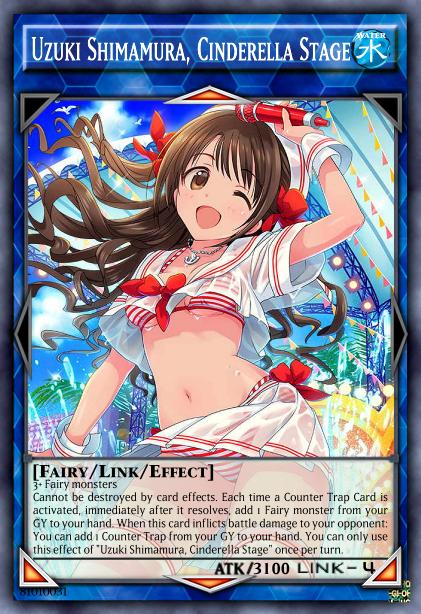 Uzuki Shimamura, Cinderella Stage
WATER
水
[Fairy/Link/Effect]
3+ Fairy monsters
Cannot be destroyed by card effects. Each time a Counter Trap Card is
activated, immediately after it resolves, add 1 Fairy monster from your
GY to your hand. When this card inflicts battle damage to your opponent:
You can add 1 Counter Trap from your GY to your hand. You can only use
this effect of "Uzuki Shimamura, Cinderella Stage" once per turn.
ATK/3100 LINK-4
81010031